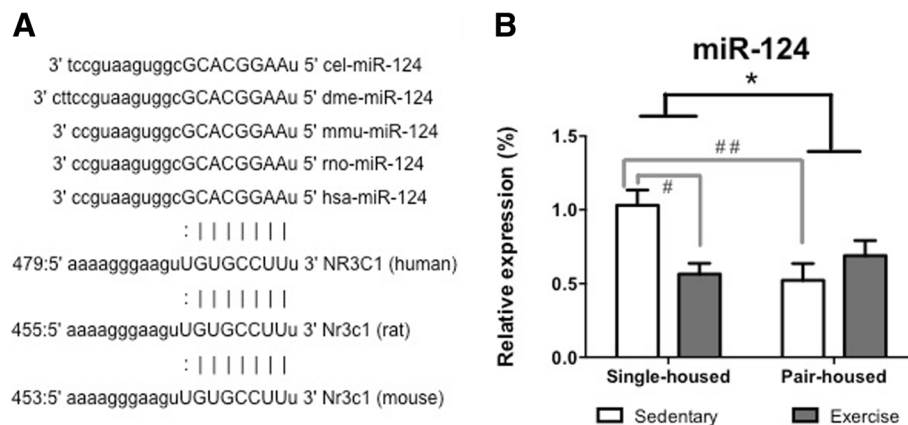 A
3' tccguaaguggcGCACGGAAu 5' cel-miR-124
3' cttccguaaguggcGCACGGAAu 5' dme-miR-124
3' ccguaaguggcGCACGGAAu 5' mmu-miR-124
3' ccguaaguggcGCACGGAAu 5' rno-miR-124
3' ccguaaguggcGCACGGAAu 5' hsa-miR-124
: | | | | | | |
479:5' aaaagggaaguUGUGCCUUu 3' NR3C1 (human)
: | | | | | | |
455:5' aaaagggaaguUGUGCCUUu 3' Nr3c1 (rat)
: | | | | | | |
453:5' aaaagggaaguUGUGCCUUu 3' Nr3c1 (mouse)
B
miR-124
*
##
#
Relative expression (%)
1.5
1.0
0.5
0.0
Single-housed Pair-housed
Sedentary Exercise